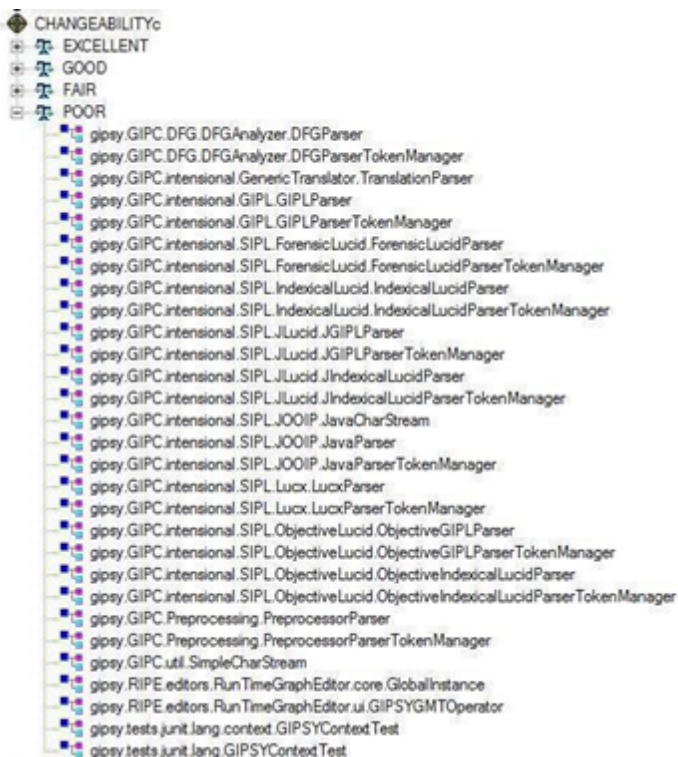 CHANGEABILITYc
EXCELLENT
GOOD
FAIR
POOR
gipsy.GIPC.DFG.DFGAnalyzer.DFGParser
gipsy.GIPC.DFG.DFGAnalyzer.DFGParserTokenManager
gipsy.GIPC.intensional.GenericTranslator.TranslationParser
gipsy.GIPC.intensional.GIPL.GIPLParser
gipsy.GIPC.intensional.GIPL.GIPLParserTokenManager
gipsy.GIPC.intensional.SIPL.ForensicLucid.ForensicLucidParser
gipsy.GIPC.intensional.SIPL.ForensicLucid.ForensicLucidParserTokenManager
gipsy.GIPC.intensional.SIPL.IndexicalLucid.IndexicalLucidParser
gipsy.GIPC.intensional.SIPL.IndexicalLucid.IndexicalLucidParserTokenManager
gipsy.GIPC.intensional.SIPL.JLucid.JGIPLParser
gipsy.GIPC.intensional.SIPL.JLucid.JGIPLParserTokenManager
gipsy.GIPC.intensional.SIPL.JLucid.JIndexicalLucidParser
gipsy.GIPC.intensional.SIPL.JLucid.JIndexicalLucidParserTokenManager
gipsy.GIPC.intensional.SIPL.JOOIP.JavaCharStream
gipsy.GIPC.intensional.SIPL.JOOIP.JavaParser
gipsy.GIPC.intensional.SIPL.JOOIP.JavaParserTokenManager
gipsy.GIPC.intensional.SIPL.Lucx.LucxParser
gipsy.GIPC.intensional.SIPL.Lucx.LucxParserTokenManager
gipsy.GIPC.intensional.SIPL.ObjectiveLucid.ObjectiveGIPLParser
gipsy.GIPC.intensional.SIPL.ObjectiveLucid.ObjectiveGIPLParserTokenManager
gipsy.GIPC.intensional.SIPL.ObjectiveLucid.ObjectiveIndexicalLucidParser
gipsy.GIPC.intensional.SIPL.ObjectiveLucid.ObjectiveIndexicalLucidParserTokenManager
gipsy.GIPC.Preprocessing.PreprocessorParser
gipsy.GIPC.Preprocessing.PreprocessorParserTokenManager
gipsy.GIPC.util.SimpleCharStream
gipsy.RIPE.editors.RunTimeGraphEditor.core.GlobalInstance
gipsy.RIPE.editors.RunTimeGraphEditor.ui.GIPSYGMTOperator
gipsy.tests.junit.lang.context.GIPSYContextTest
gipsy.tests.junit.lang.GIPSYContextTest